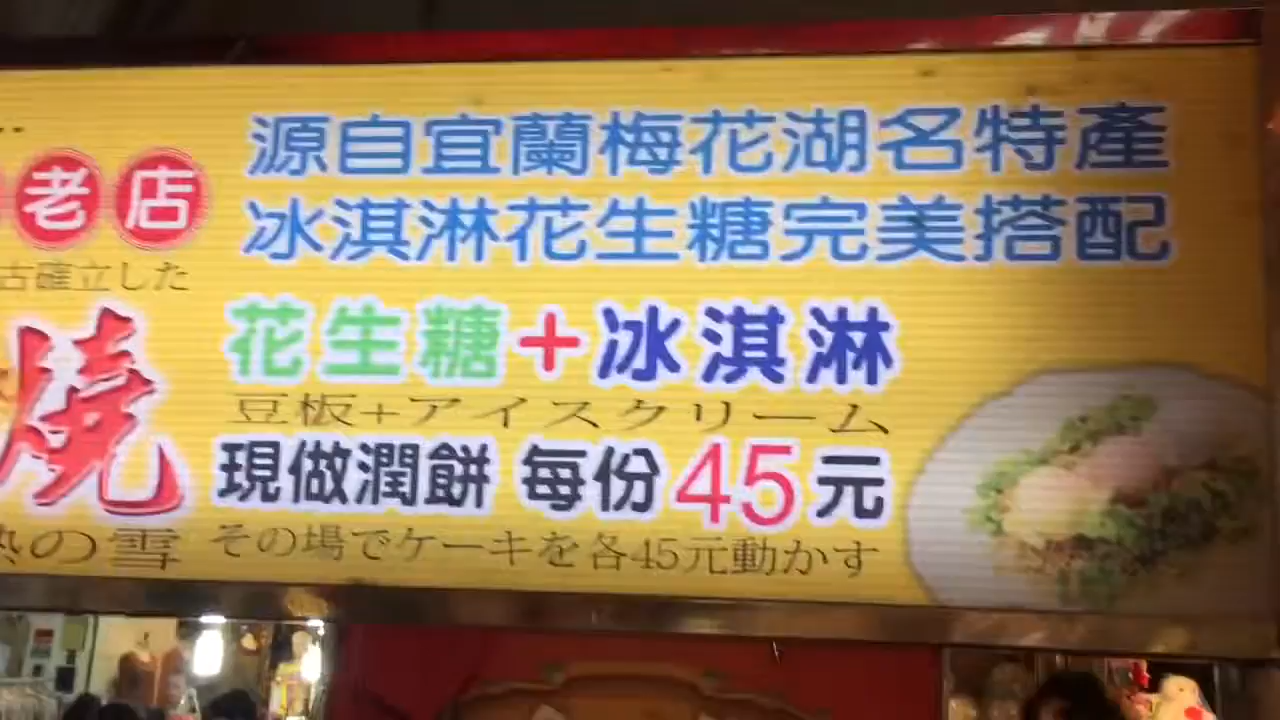 老店
源自宜蘭梅花湖名特產
冰淇淋花生糖完美搭配
古確立した
花生糖+冰淇淋
燒
豆板+アイスクリーム
現做潤餅 每份45元
熱の雪
その場でケーキを各45元動かす